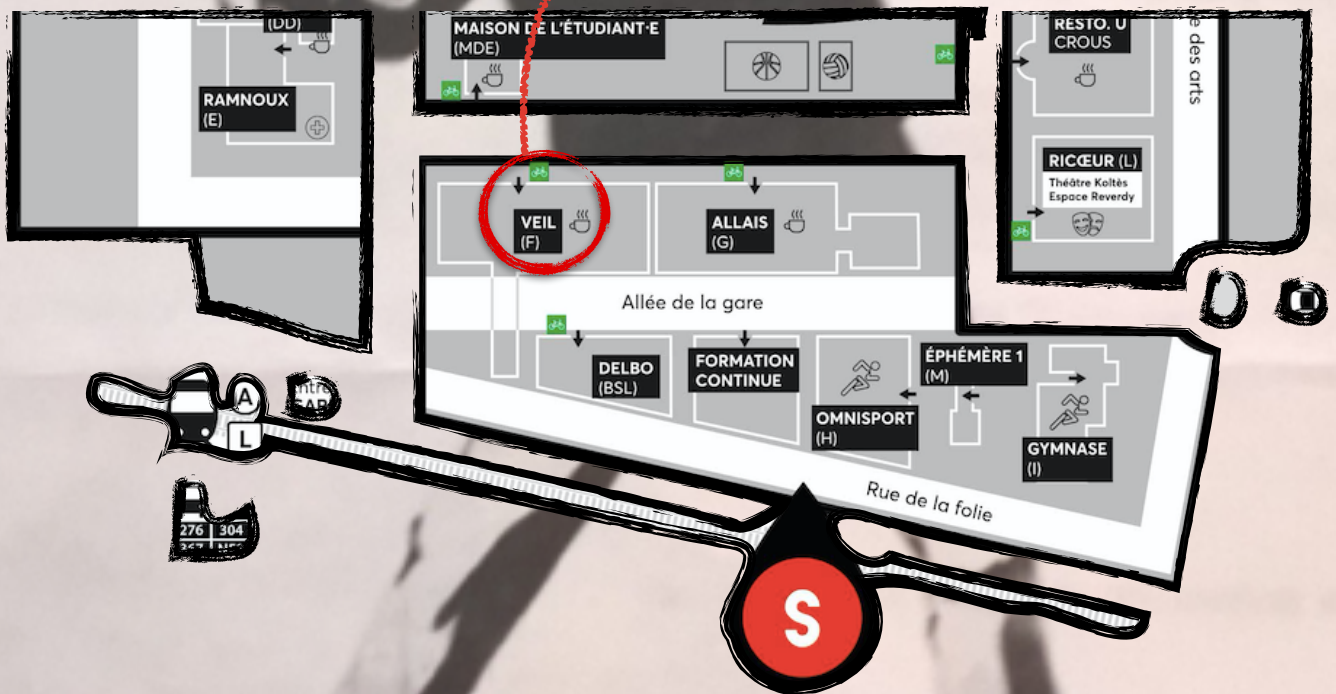 (DD)
RAMNOUX
(E)
MAISON DE L'ÉTUDIANT·E
(MDE)
RESTO. U
CROUS
des arts
RICŒUR (L)
Théâtre Koltès
Espace Reverdy
VEIL
(F)
ALLAIS
(G)
Allée de la gare
DELBO
(BSL)
FORMATION
CONTINUE
OMNISPORT
(H)
ÉPHÉMÈRE 1
(M)
GYMNASE
(I)
Rue de la folie
A
L
276 304
S